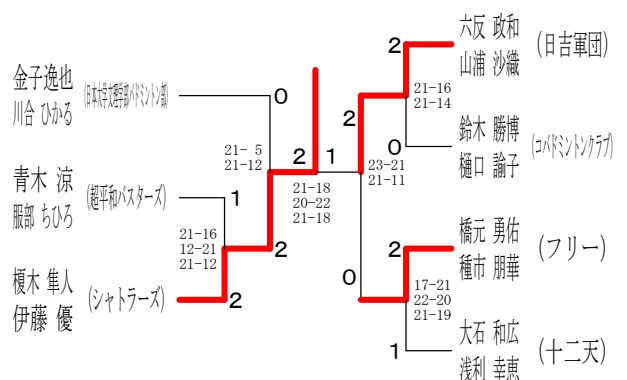 金子逸也
川合 ひかる
(日本大学文理学部バドミントン部)
0
21- 5
21-12
青木 涼
服部 ちひろ
(超平和バスターズ)
1
21-16
12-21
21-12
2
榎木 隼人
伊藤 優
(シャトラーズ)
2
2
1
21-18
20-22
21-18
六反 政和
山浦 沙織
(日吉軍団)
2
21-16
21-14
2
0
鈴木 勝博
樋口 諭子
(コバドミントンクラブ)
23-21
21-11
橋元 勇佑
種市 朋華
(フリー)
2
0
17-21
22-20
21-19
大石 和広
浅利 幸恵
(十二天)
1